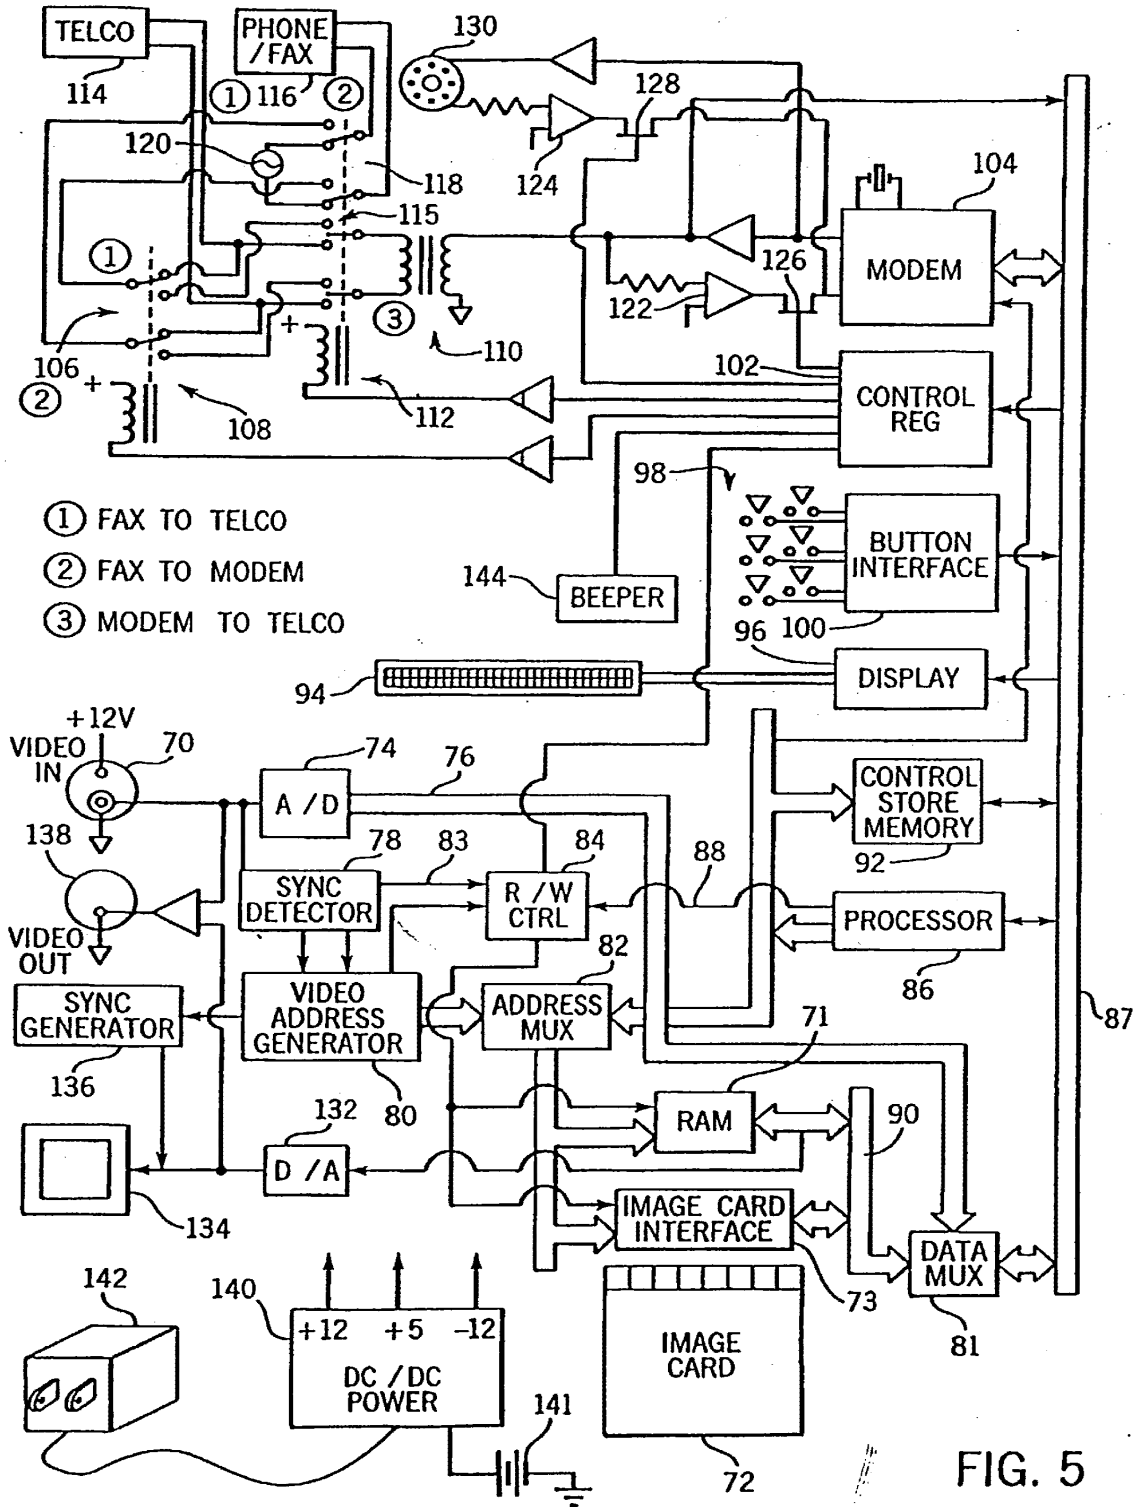 TELCO
114
PHONE
/FAX
116
1
2
130
128
120
118
124
104
115
MODEM
126
122
1
3
106
110
102
CONTROL
REG
2
+
+
108
112
98
1 FAX TO TELCO
2 FAX TO MODEM
3 MODEM TO TELCO
144
BEEPER
BUTTON
INTERFACE
100
96
94
DISPLAY
+12V
VIDEO
IN
70
74
76
A/D
CONTROL
STORE
MEMORY
92
138
78
83
84
88
SYNC
DETECTOR
R/W
CTRL
PROCESSOR
86
VIDEO
OUT
82
SYNC
GENERATOR
136
VIDEO
ADDRESS
GENERATOR
80
ADDRESS
MUX
71
87
RAM
90
132
D/A
134
IMAGE CARD
INTERFACE
73
DATA
MUX
81
142
140
+12 +5 -12
DC/DC
POWER
141
IMAGE
CARD
72
FIG. 5